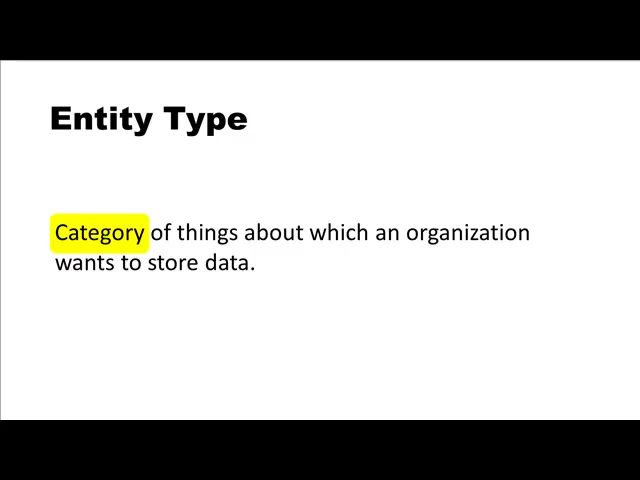 Entity Type
Category of things about which an organization
wants to store data.